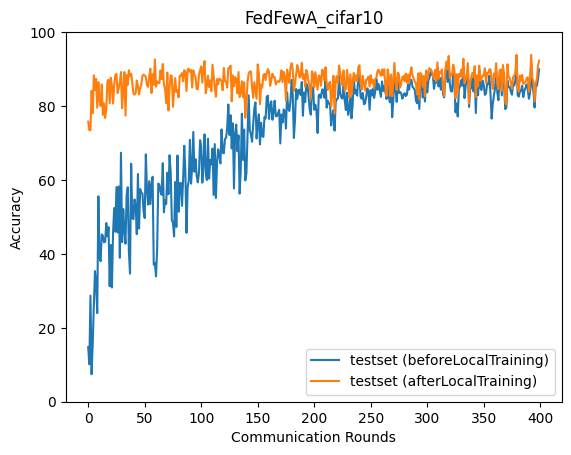 FedFewA_cifar10
100
80
60
40
20
0
Accuracy
0 50 100 150 200 250 300 350 400
Communication Rounds
testset (beforeLocalTraining)
testset (afterLocalTraining)